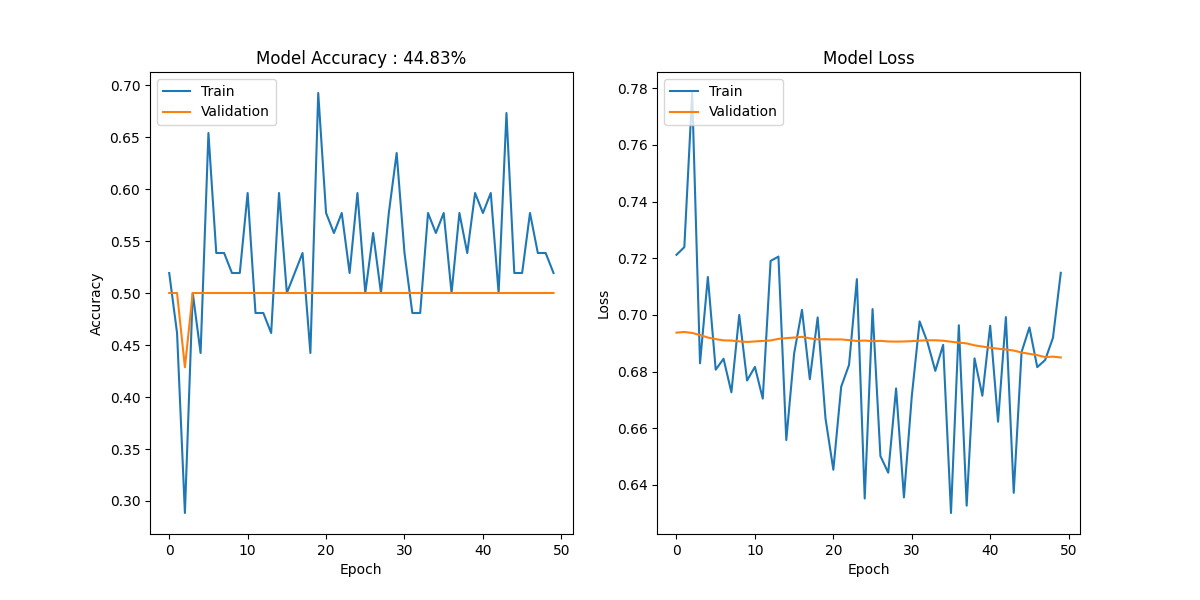 Model Accuracy : 44.83%
Train
Validation
0.70
0.65
0.60
0.55
0.50
0.45
0.40
0.35
0.30
Accuracy
0 10 20 30 40 50
Epoch
Model Loss
Train
Validation
0.78
0.76
0.74
0.72
0.70
0.68
0.66
0.64
Loss
0 10 20 30 40 50
Epoch